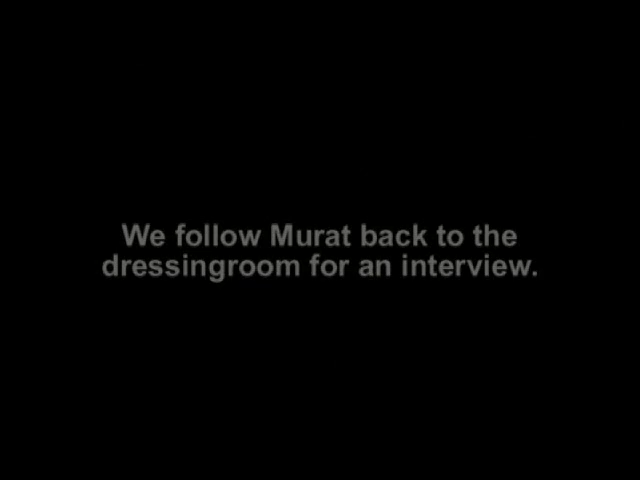 We follow Murat back to the
dressingroom for an interview.